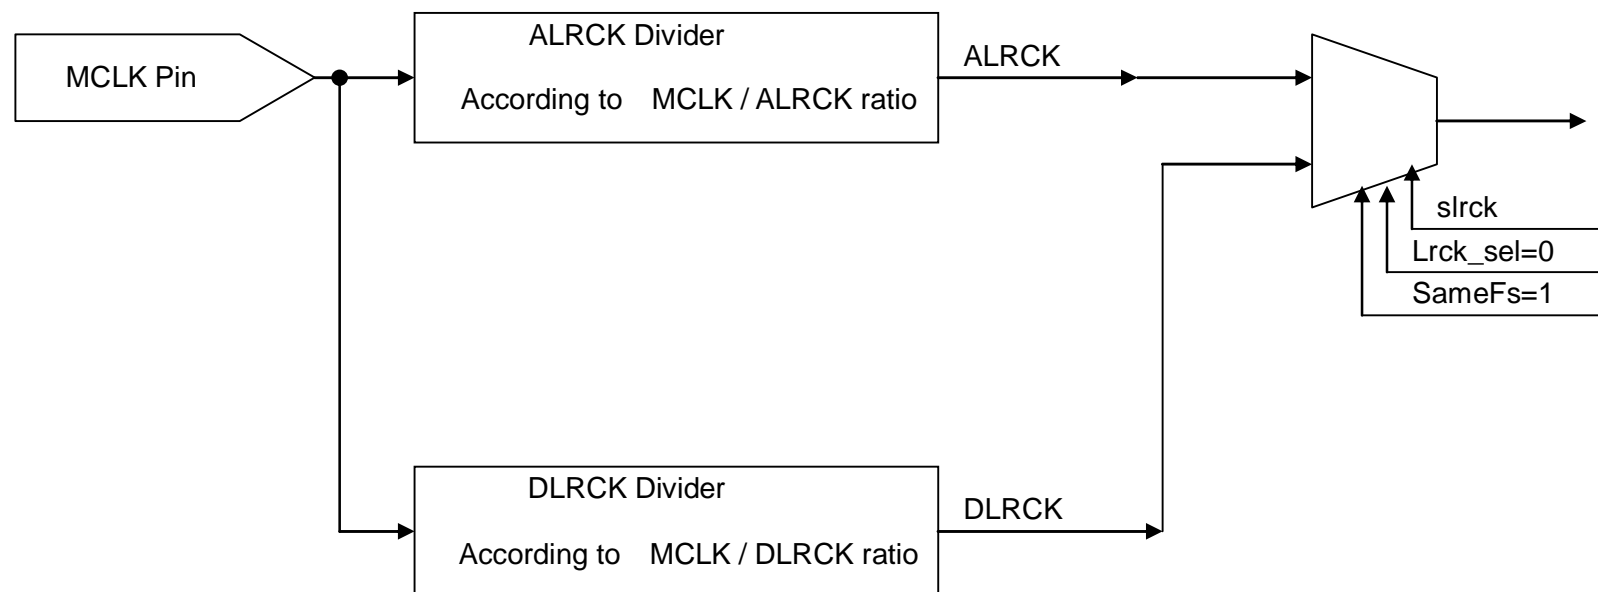 MCLK Pin
ALRCK Divider
According to MCLK / ALRCK ratio
ALRCK
slrck
Lrck_sel=0
SameFs=1
DLRCK Divider
According to MCLK / DLRCK ratio
DLRCK